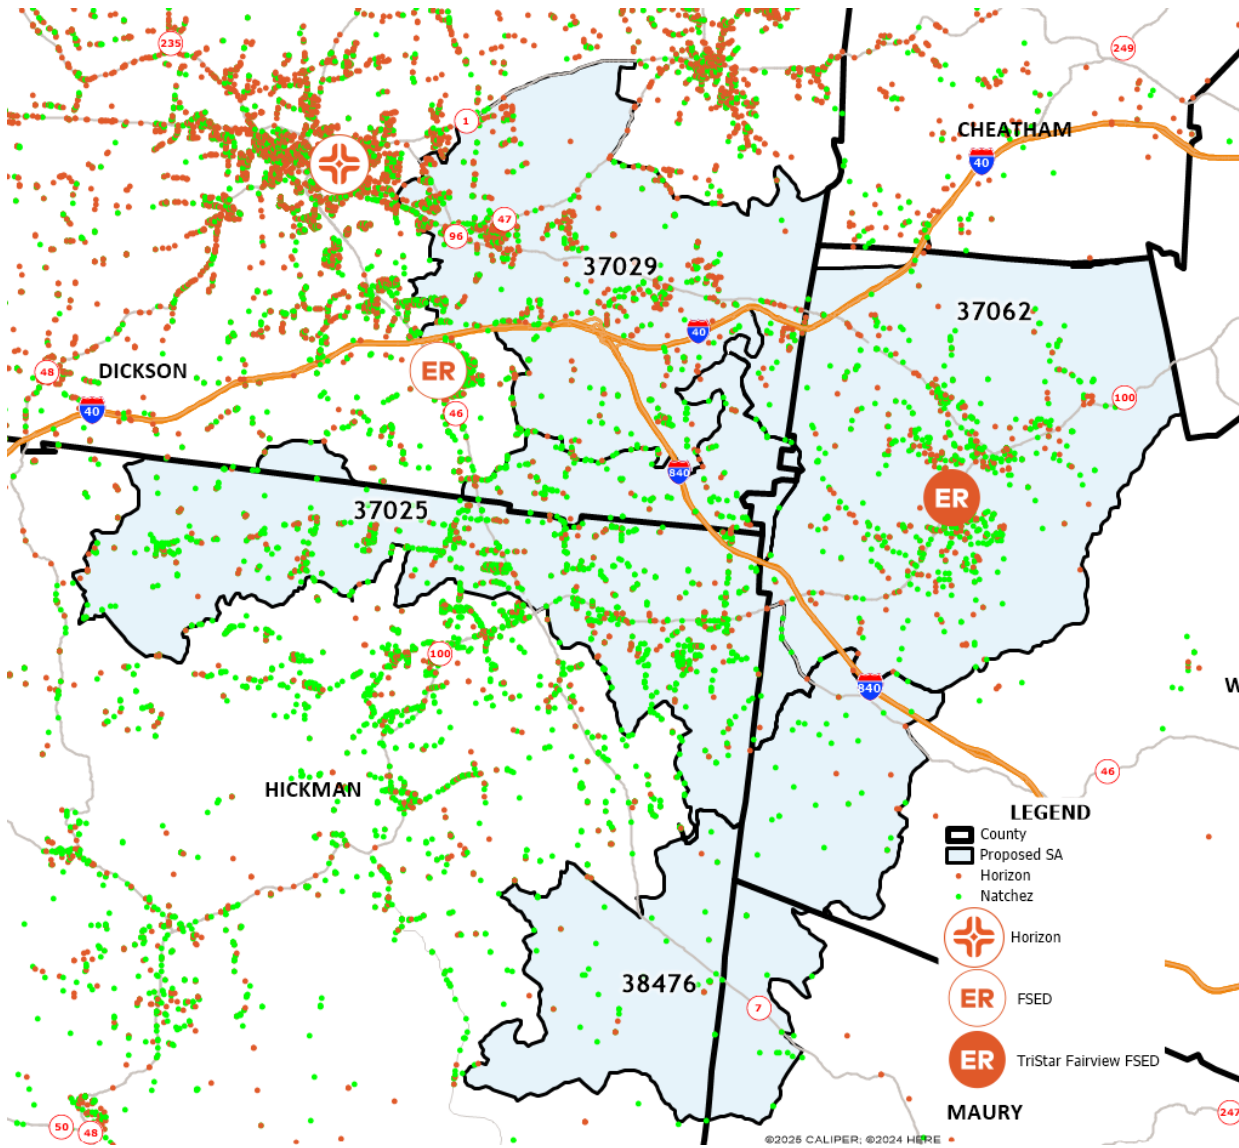 235
249
1
CHEATHAM
40
47
96
37029
37062
40
48
DICKSON
ER
100
40
46
840
ER
37025
100
840
W
46
HICKMAN
LEGEND
County
Proposed SA
Horizon
Natchez
Horizon
38476
ER
FSED
7
ER
TriStar Fairview FSED
MAURY
50
48
247
©2025 CALIPER; ©2024 HERE